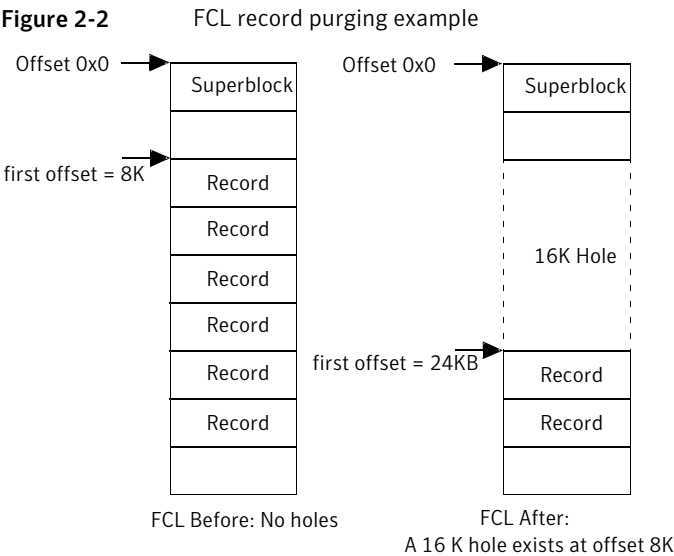 Figure 2-2 FCL record purging example
Offset 0x0
Superblock
first offset = 8K
Record
Record
Record
Record
Record
Record
FCL Before: No holes
Offset 0x0
Superblock
16K Hole
first offset = 24KB
Record
Record
FCL After:
A 16 K hole exists at offset 8K